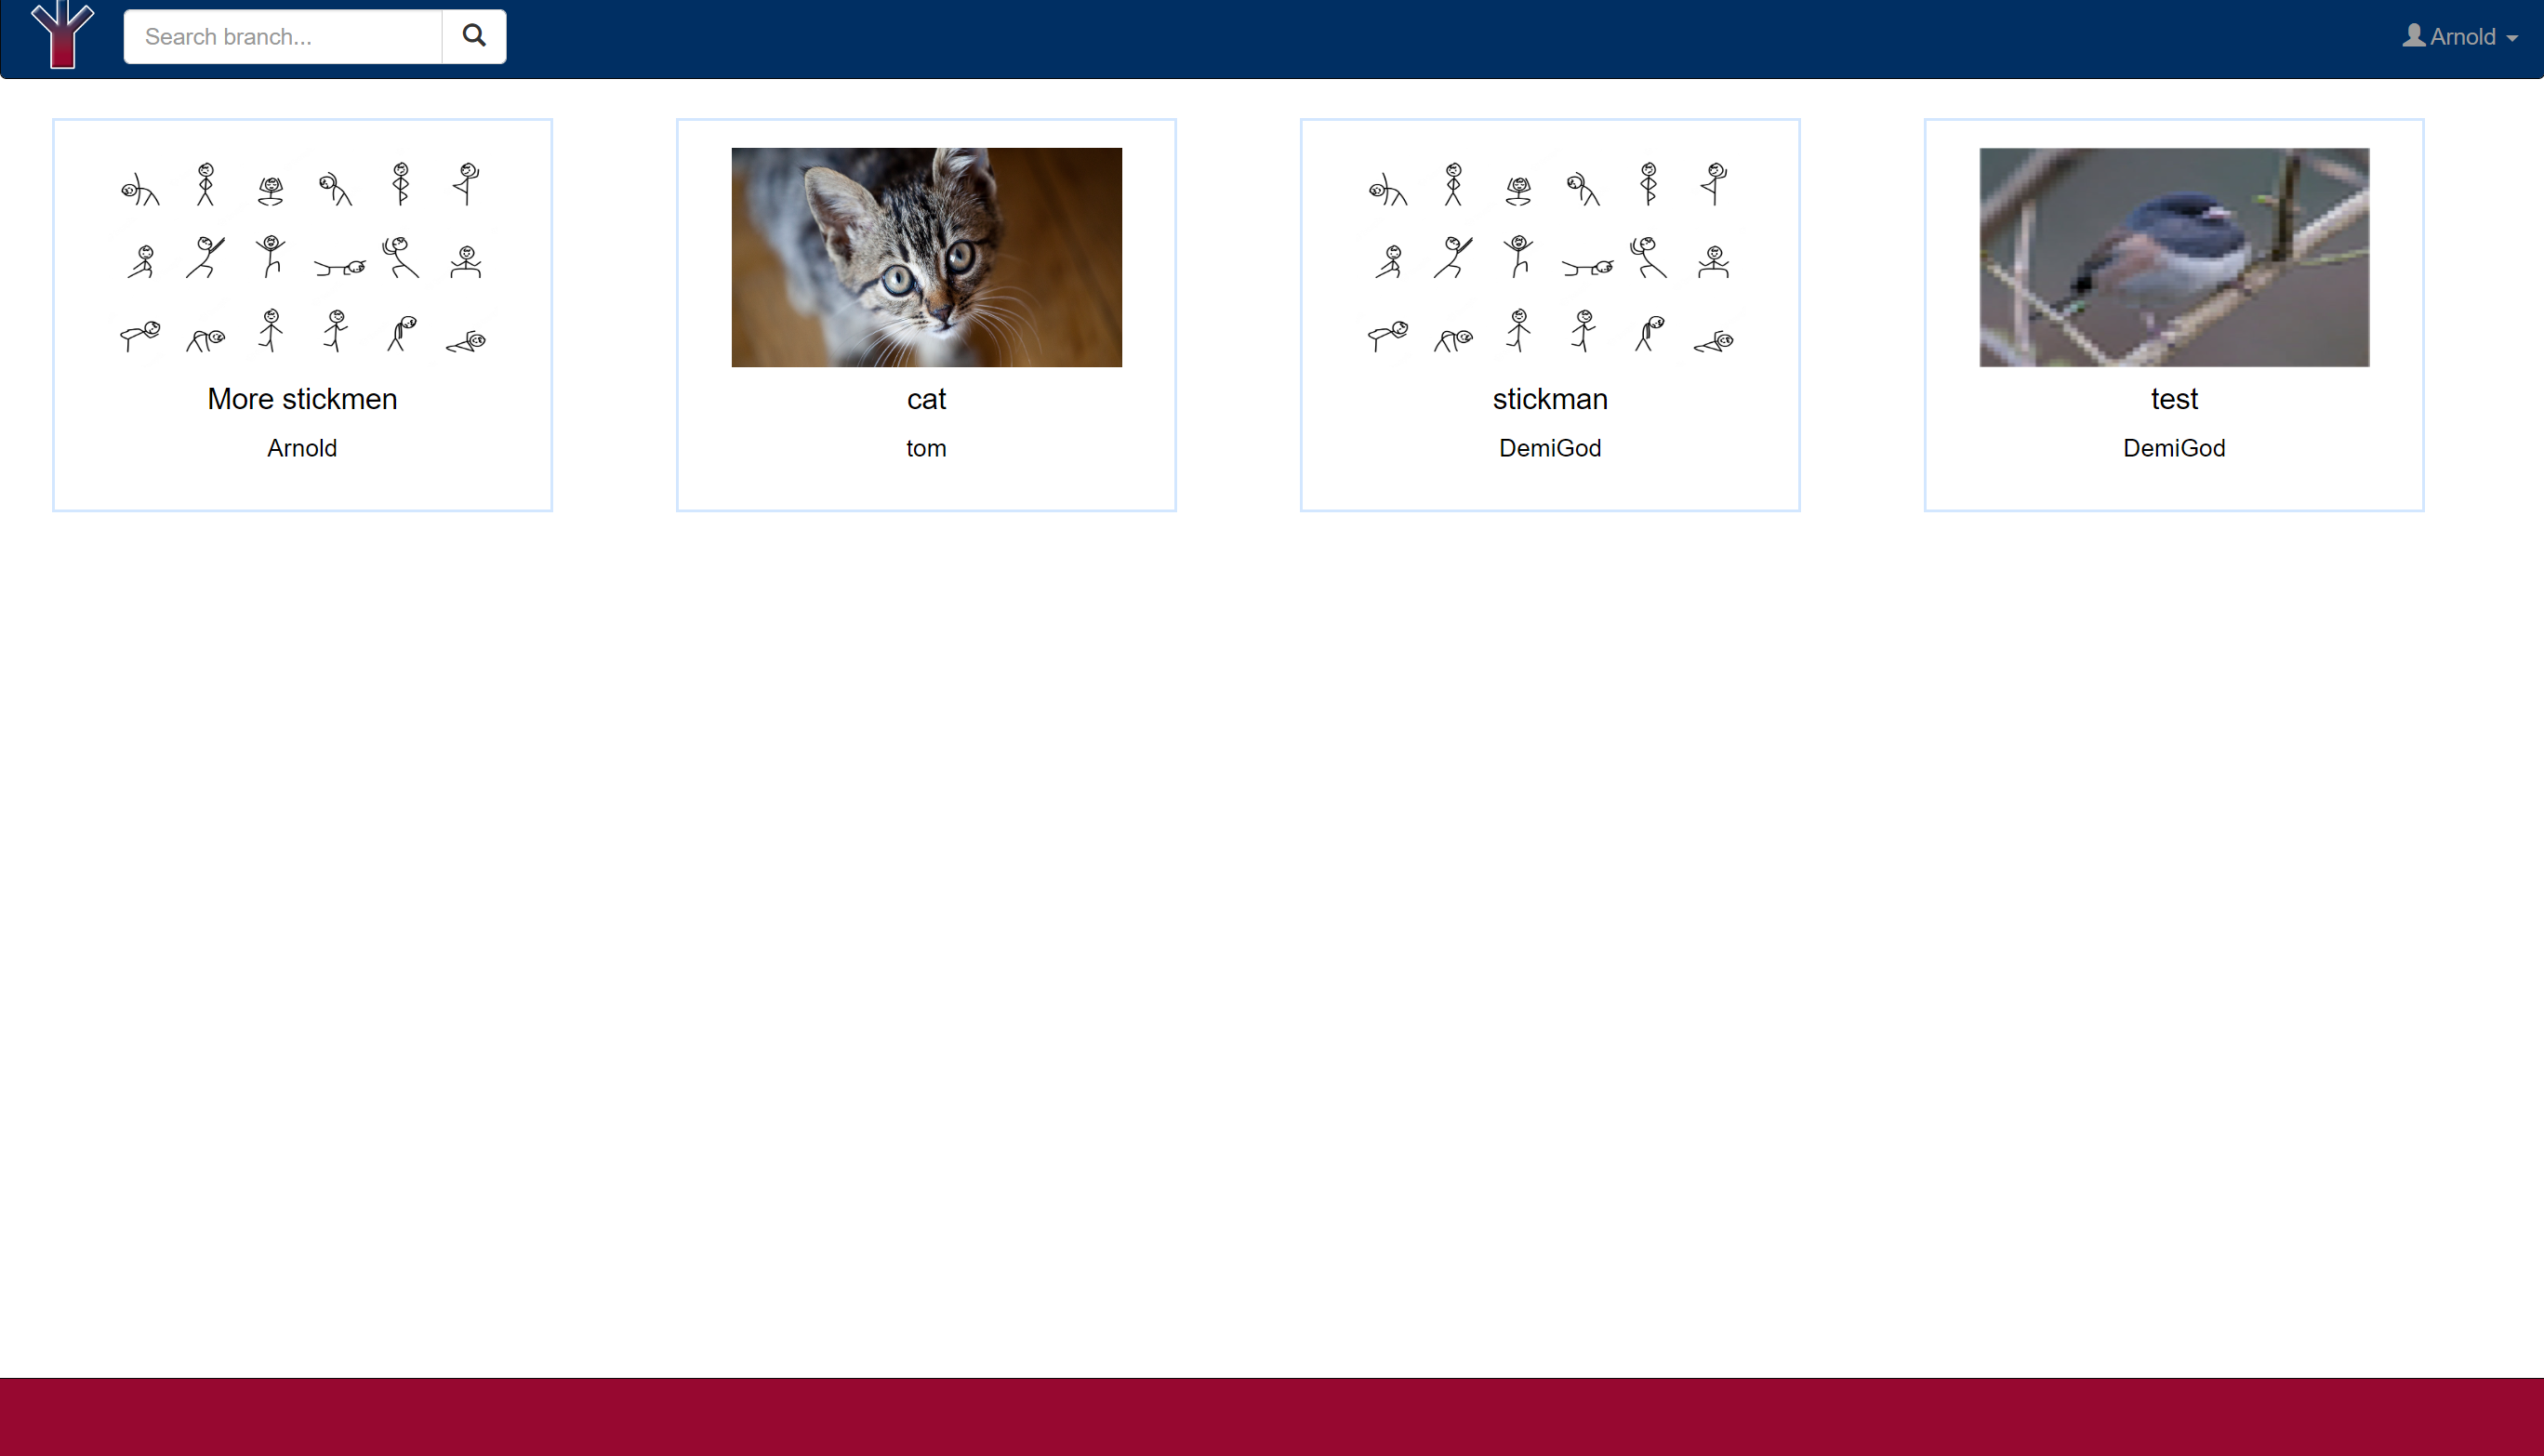 Search branch...
Arnold
More stickmen
Arnold
cat
tom
stickman
DemiGod
test
DemiGod